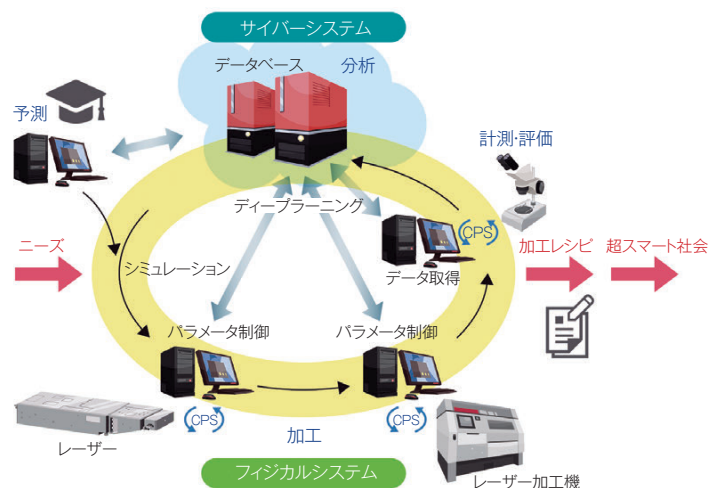 サイバーシステム
データベース
分析
予測
計測・評価
ディープラーニング
CPS
ニーズ
シミュレーション
データ取得
加工レシピ
超スマート社会
パラメータ制御
パラメータ制御
CPS
CPS
加工
レーザー
フィジカルシステム
レーザー加工機